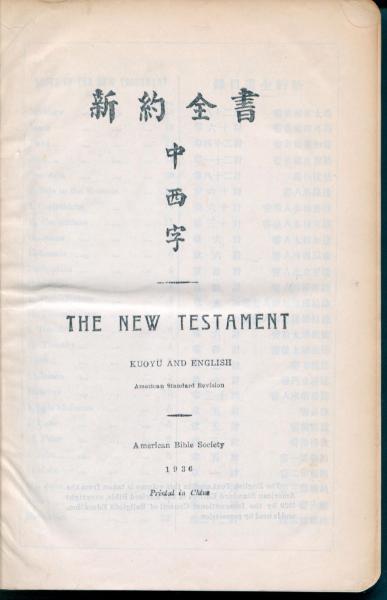 新約全書
中
西
字
THE NEW TESTAMENT
KUOYÜ AND ENGLISH
American Standard Revision
American Bible Society
1936
Printed in China